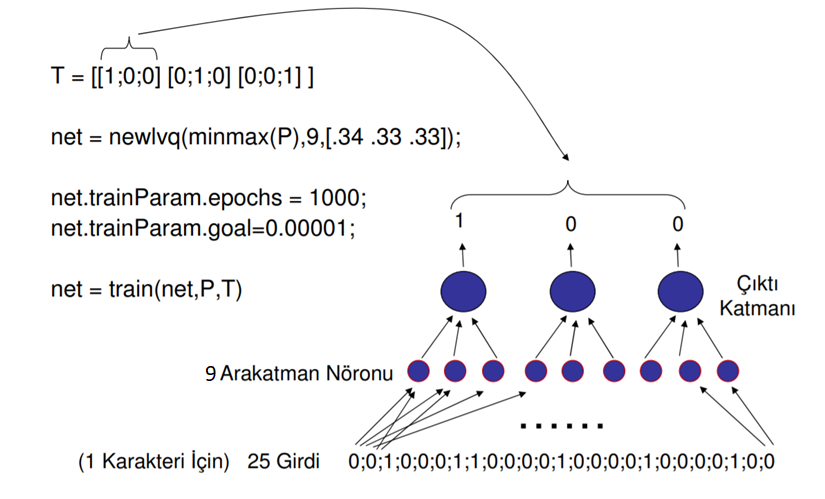 T = [[1;0;0] [0;1;0] [0;0;1] ]
net = newlvq(minmax(P),9,[.34 .33 .33]);
net.trainParam.epochs = 1000;
net.trainParam.goal=0.00001;
1 0 0
net = train(net,P,T)
Çıktı
Katmanı
9 Arakatman Nöronu
......
(1 Karakteri İçin) 25 Girdi 0;0;1;0;0;0;1;1;0;0;0;0;1;0;0;0;0;1;0;0;0;0;1;0;0